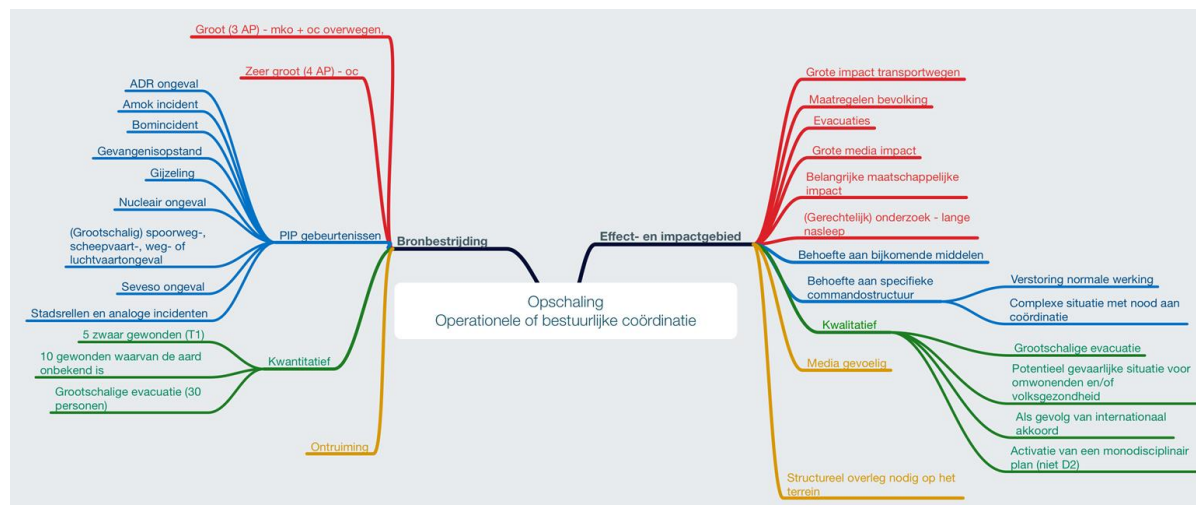 Groot (3 AP) - mko + oc overwegen,
Zeer groot (4 AP) - oc
ADR ongeval
Amok incident
Bomincident
Gevangenisopstand
Gijzeling
Nucleair ongeval
(Grootschalig) spoorweg-,
scheepvaart-, weg- of
luchtvaartongeval
Seveso ongeval
Stadsrellen en analoge incidenten
PIP gebeurtenissen
Bronbestrijding
5 zwaar gewonden (T1)
10 gewonden waarvan de aard
onbekend is
Grootschalige evacuatie (30
personen)
Kwantitatief
Ontruiming
Opschaling
Operationele of bestuurlijke coördinatie
Effect- en impactgebied
Grote impact transportwegen
Maatregelen bevolking
Evacuaties
Grote media impact
Belangrijke maatschappelijke
impact
(Gerechtelijk) onderzoek - lange
nasleep
Behoefte aan bijkomende middelen
Behoefte aan specifieke
commandostructuur
Verstoring normale werking
Complexe situatie met nood aan
coördinatie
Kwalitatief
Grootschalige evacuatie
Potentieel gevaarlijke situatie voor
omwonenden en/of
volksgezondheid
Als gevolg van internationaal
akkoord
Activatie van een monodisciplinair
plan (niet D2)
Media gevoelig
Structureel overleg nodig op het
terrein